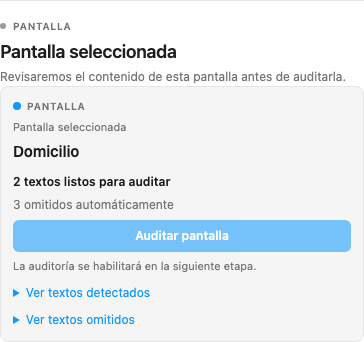 PANTALLA
Pantalla seleccionada
Revisaremos el contenido de esta pantalla antes de auditarla.
PANTALLA
Pantalla seleccionada
Domicilio
2 textos listos para auditar
3 omitidos automáticamente
Auditar pantalla
La auditoría se habilitará en la siguiente etapa.
Ver textos detectados
Ver textos omitidos